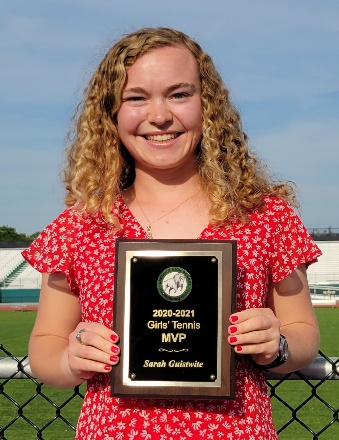 2020-2021
Girls' Tennis
MVP
Sarah Guistwite